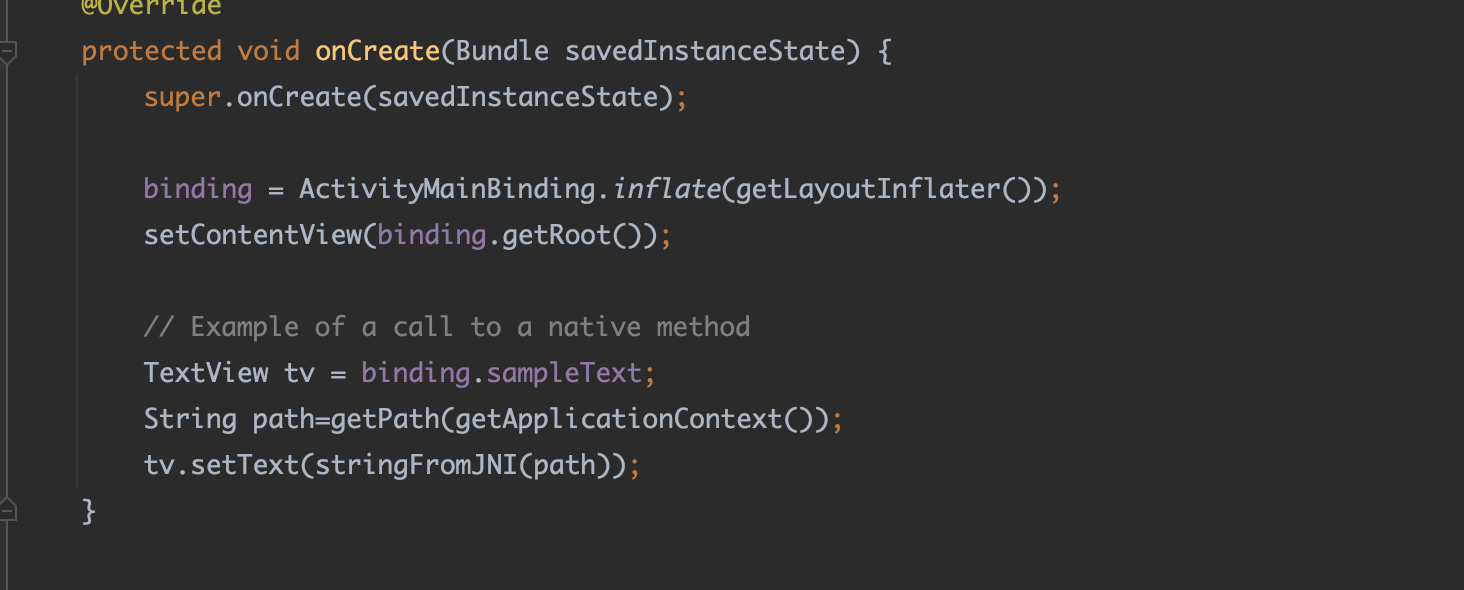 @Override
protected void onCreate(Bundle savedInstanceState) {
super.onCreate(savedInstanceState);
binding = ActivityMainBinding.inflate(getLayoutInflater());
setContentView(binding.getRoot());
// Example of a call to a native method
TextView tv = binding.sampleText;
String path=getPath(getApplicationContext());
tv.setText(stringFromJNI(path));
}